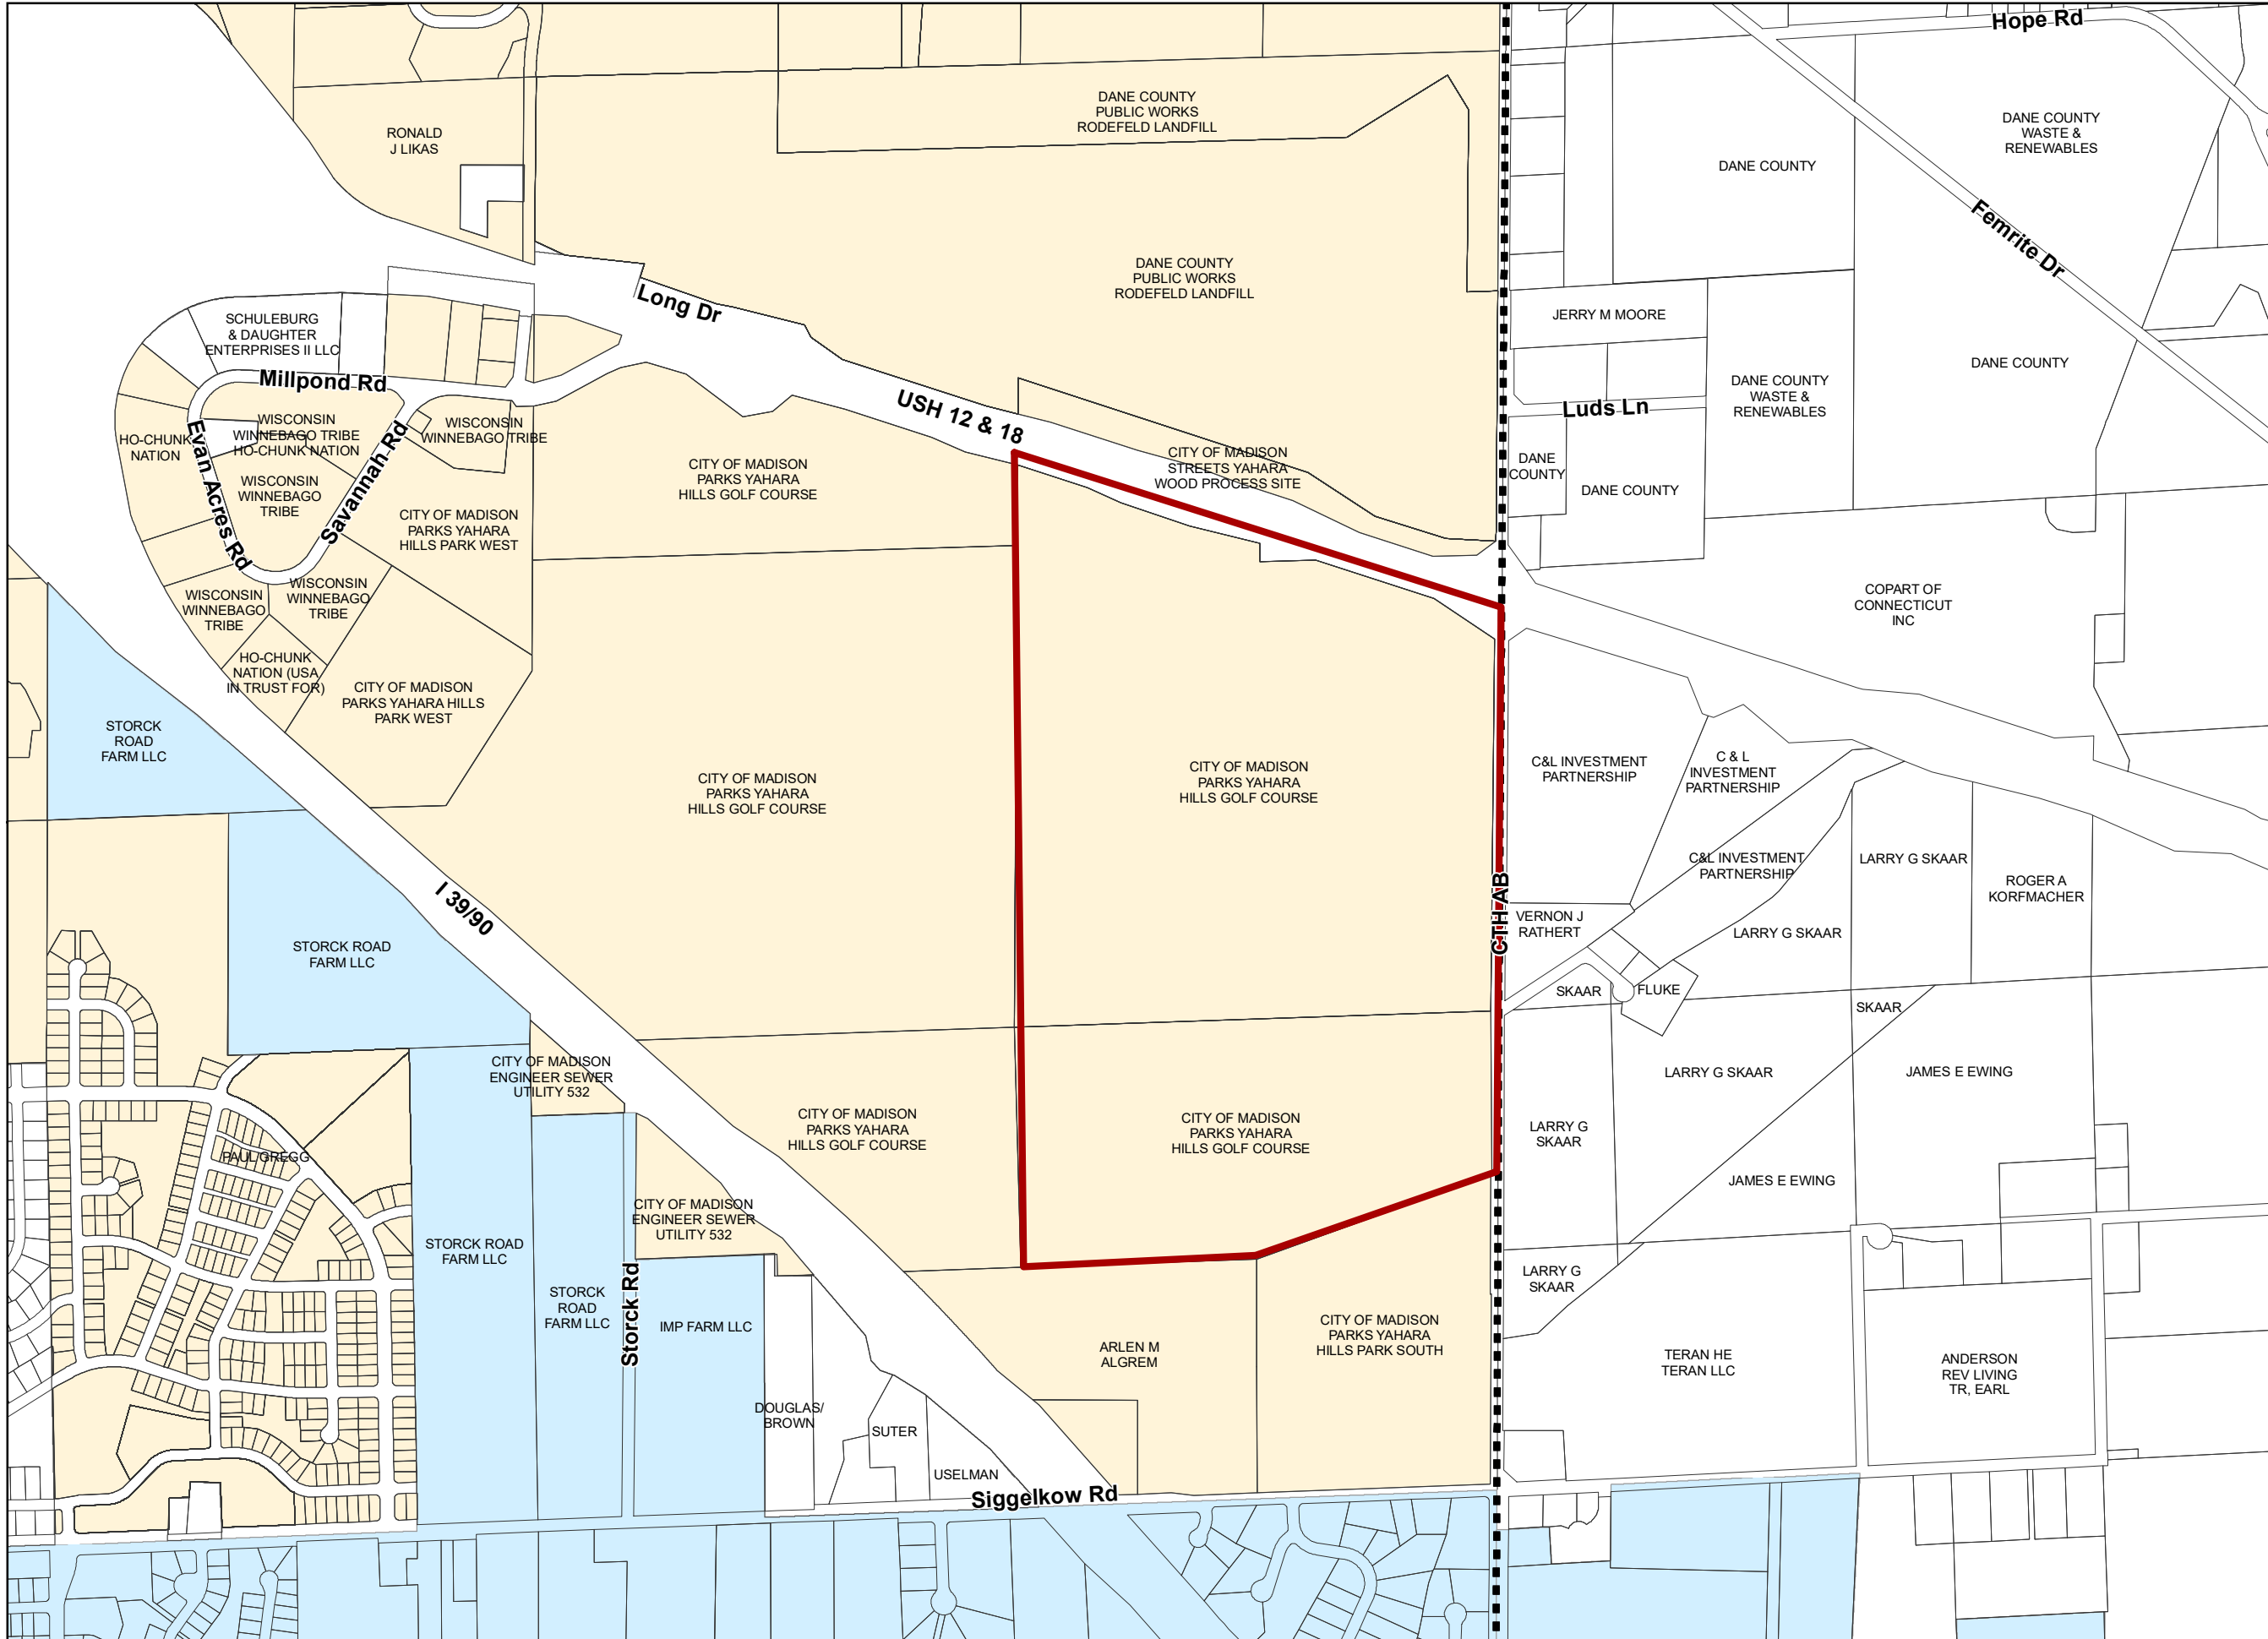 Hope Rd
DANE COUNTY
PUBLIC WORKS
RODEFELD LANDFILL
DANE COUNTY
WASTE &
RENEWABLES
RONALD
J LIKAS
DANE COUNTY
Femrite Dr
DANE COUNTY
PUBLIC WORKS
RODEFELD LANDFILL
Long Dr
SCHULEBURG
& DAUGHTER
ENTERPRISES II LLC
JERRY M MOORE
DANE COUNTY
Millpond Rd
DANE COUNTY
WASTE &
RENEWABLES
USH 12 & 18
Luds Ln
HO-CHUNK
NATION
Evan Acres Rd
WISCONSIN
WINNEBAGO TRIBE
HO-CHUNK NATION
Savannah Rd
WISCONSIN
WINNEBAGO TRIBE
CITY OF MADISON
PARKS YAHARA
HILLS GOLF COURSE
CITY OF MADISON
STREETS YAHARA
WOOD PROCESS SITE
DANE
COUNTY
DANE COUNTY
WISCONSIN
WINNEBAGO
TRIBE
CITY OF MADISON
PARKS YAHARA
HILLS PARK WEST
WISCONSIN
WINNEBAGO
TRIBE
WISCONSIN
WINNEBAGO
TRIBE
COPART OF
CONNECTICUT
INC
HO-CHUNK
NATION (USA
IN TRUST FOR)
CITY OF MADISON
PARKS YAHARA HILLS
PARK WEST
STORCK
ROAD
FARM LLC
CITY OF MADISON
PARKS YAHARA
HILLS GOLF COURSE
CITY OF MADISON
PARKS YAHARA
HILLS GOLF COURSE
C&L INVESTMENT
PARTNERSHIP
C & L
INVESTMENT
PARTNERSHIP
I 39/90
CTH AB
C&L INVESTMENT
PARTNERSHIP
LARRY G SKAAR
ROGER A
KORFMACHER
VERNON J
RATHERT
LARRY G SKAAR
STORCK ROAD
FARM LLC
SKAAR
FLUKE
SKAAR
CITY OF MADISON
ENGINEER SEWER
UTILITY 532
LARRY G SKAAR
JAMES E EWING
CITY OF MADISON
PARKS YAHARA
HILLS GOLF COURSE
CITY OF MADISON
PARKS YAHARA
HILLS GOLF COURSE
LARRY G
SKAAR
PAUL/GREGG
JAMES E EWING
CITY OF MADISON
ENGINEER SEWER
UTILITY 532
STORCK ROAD
FARM LLC
LARRY G
SKAAR
STORCK
ROAD
FARM LLC
Storck Rd
IMP FARM LLC
ARLEN M
ALGREM
CITY OF MADISON
PARKS YAHARA
HILLS PARK SOUTH
TERAN HE
TERAN LLC
ANDERSON
REV LIVING
TR, EARL
DOUGLAS/
BROWN
SUTER
USELMAN
Siggelkow Rd